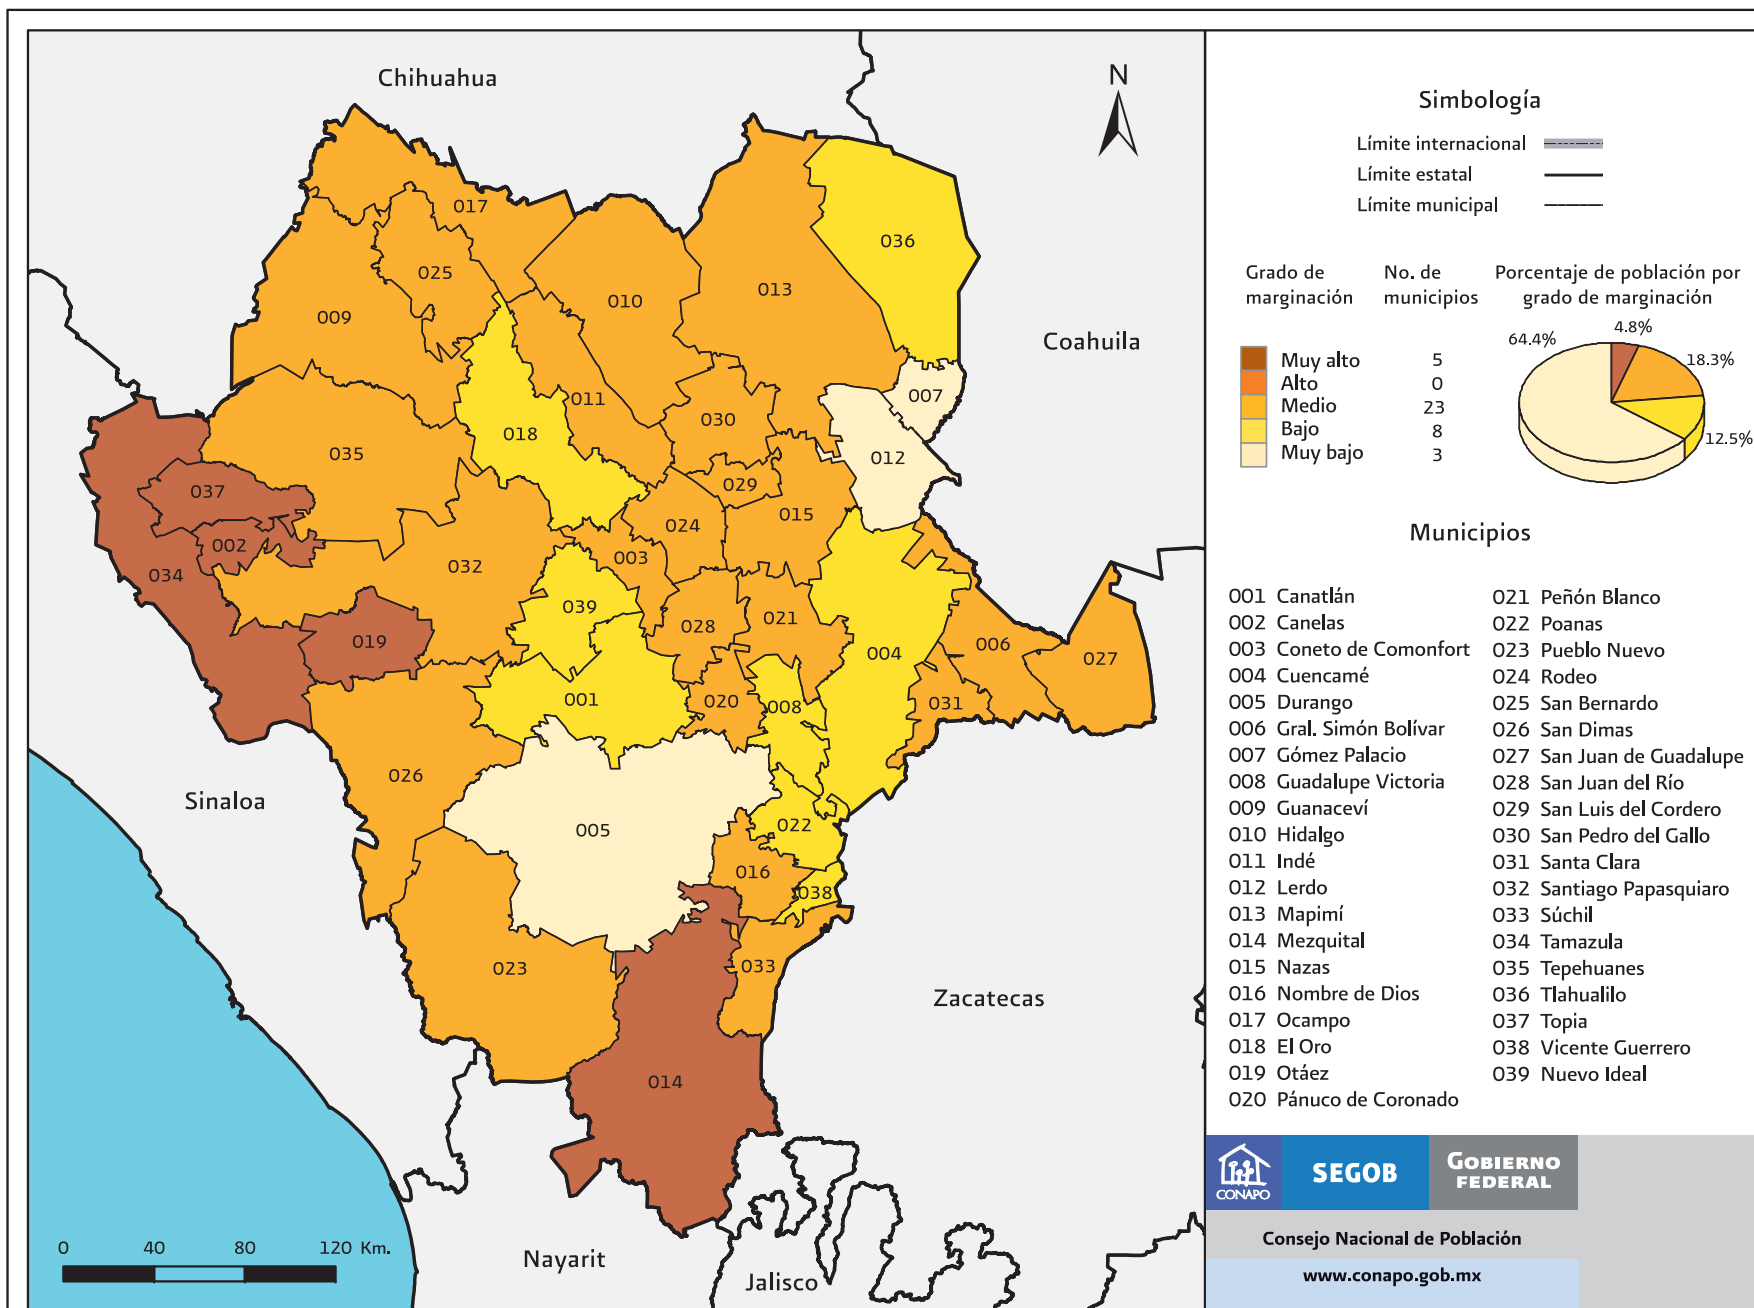 Chihuahua
N
Coahuila
Sinaloa
Zacatecas
Nayarit
Jalisco
017
036
025
013
010
009
007
011
030
018
035
012
037
029
015
024
002
003
034
032
039
028
021
019
006
004
027
001
020
008
031
026
005
022
016
038
023
033
014
0 40 80 120 Km.
Simbología
Límite internacional
Límite estatal
Límite municipal
Grado de marginación
No. de municipios
Porcentaje de población por grado de marginación
Muy alto 5
Alto 0
Medio 23
Bajo 8
Muy bajo 3
64.4%
4.8%
18.3%
12.5%
Municipios
001 Canatlán
002 Canelas
003 Coneto de Comonfort
004 Cuencamé
005 Durango
006 Gral. Simón Bolívar
007 Gómez Palacio
008 Guadalupe Victoria
009 Guanaceví
010 Hidalgo
011 Indé
012 Lerdo
013 Mapimí
014 Mezquital
015 Nazas
016 Nombre de Dios
017 Ocampo
018 El Oro
019 Otáez
020 Pánuco de Coronado
021 Peñón Blanco
022 Poanas
023 Pueblo Nuevo
024 Rodeo
025 San Bernardo
026 San Dimas
027 San Juan de Guadalupe
028 San Juan del Río
029 San Luis del Cordero
030 San Pedro del Gallo
031 Santa Clara
032 Santiago Papasquiaro
033 Súchil
034 Tamazula
035 Tepehuanes
036 Tlahualilo
037 Topia
038 Vicente Guerrero
039 Nuevo Ideal
CONAPO
SEGOB
GOBIERNO
FEDERAL
Consejo Nacional de Población
www.conapo.gob.mx